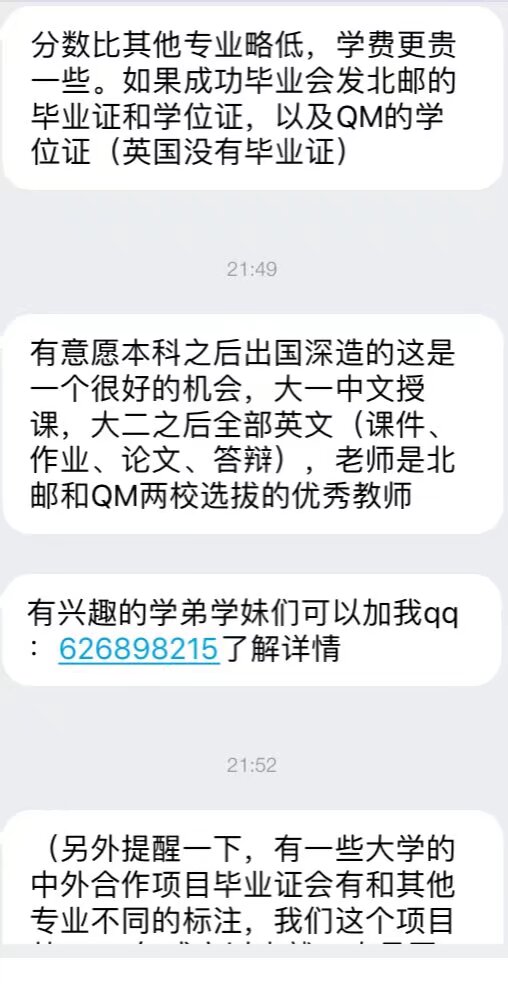 分数比其他专业略低，学费更贵
一些。如果成功毕业会发北邮的
毕业证和学位证，以及QM的学
位证（英国没有毕业证）
21:49
有意愿本科之后出国深造的这是
一个很好的机会，大一中文授
课，大二之后全部英文（课件、
作业、论文、答辩），老师是北
邮和QM两校选拔的优秀教师
有兴趣的学弟学妹们可以加我qq
：626898215了解详情
21:52
（另外提醒一下，有一些大学的
中外合作项目毕业证会有和其他
专业不同的标注，我们这个项目